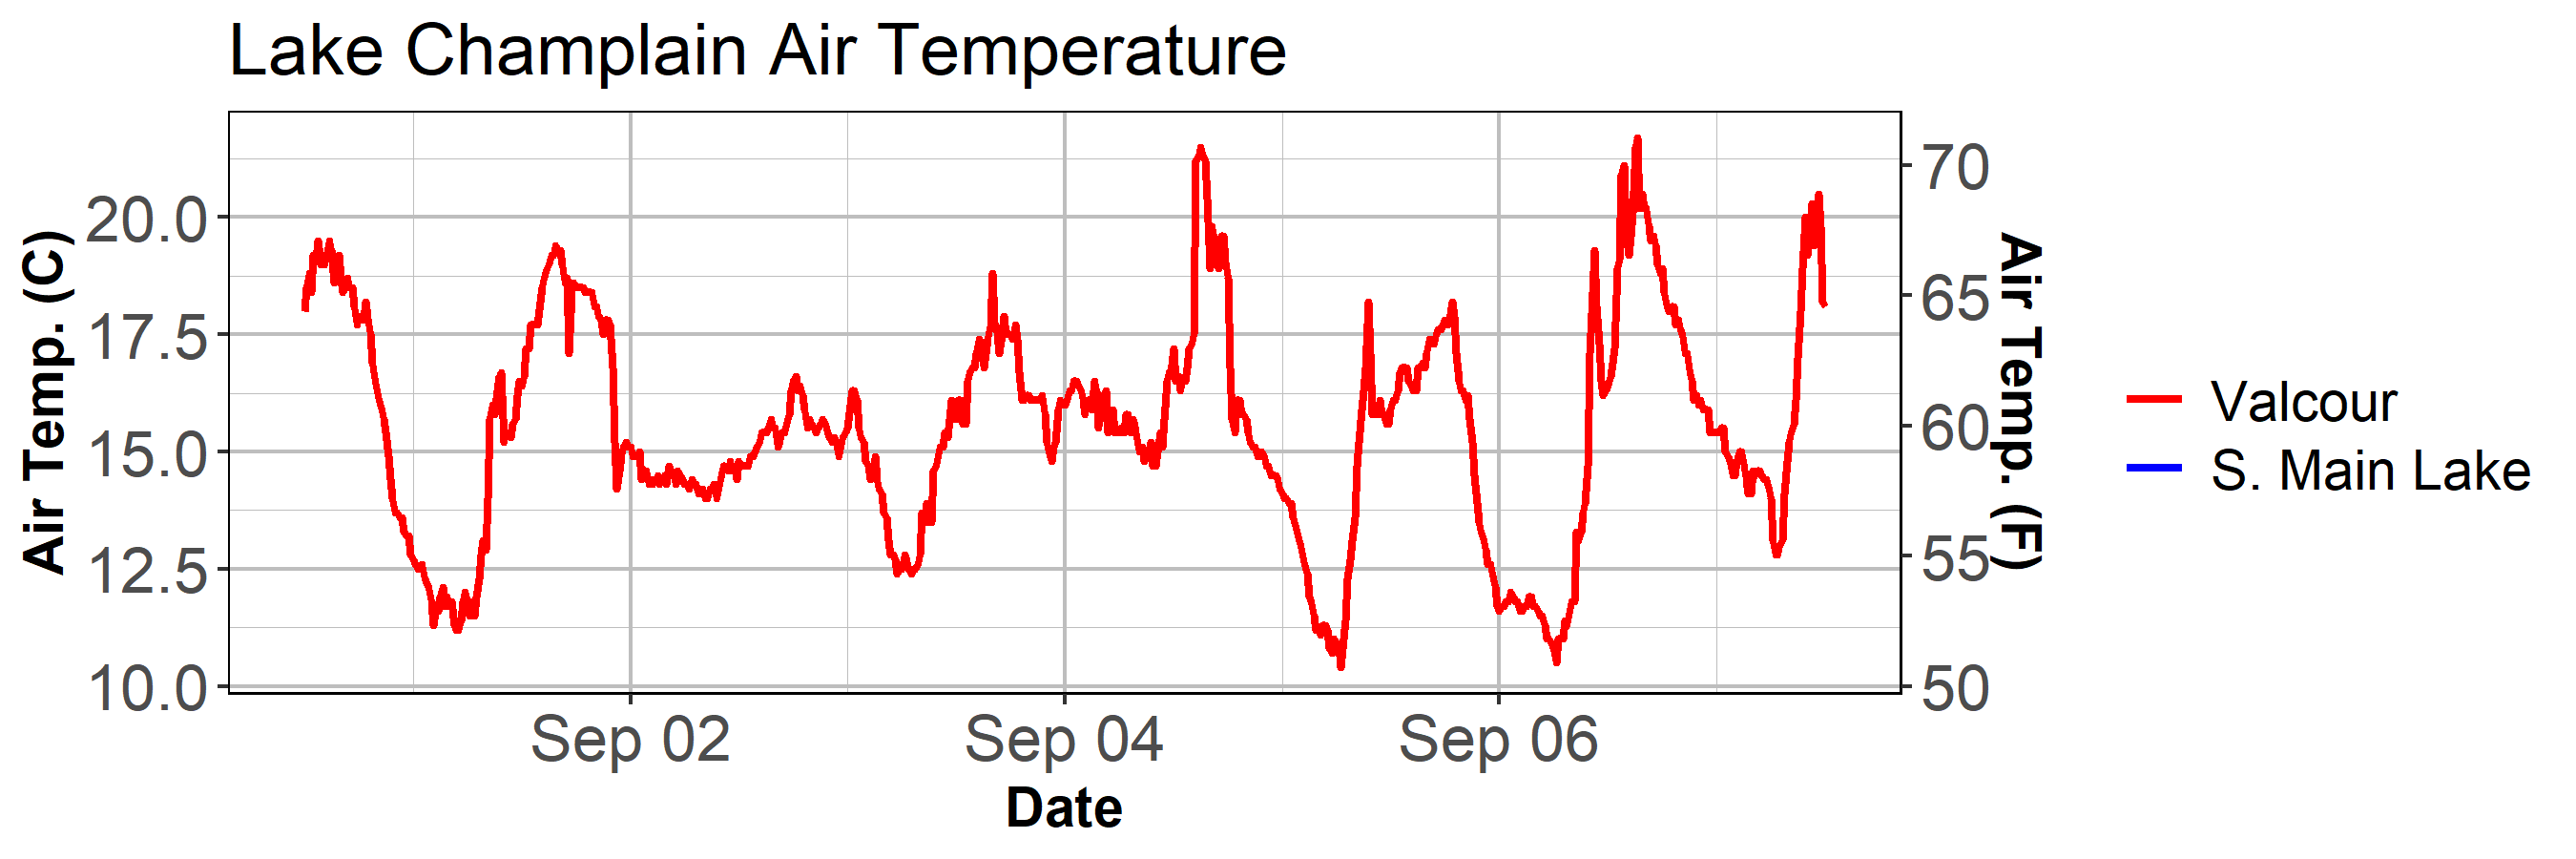 Lake Champlain Air Temperature
Air Temp. (C)
20.0
17.5
15.0
12.5
10.0
70
65
60
55
50
Air Temp. (F)
Sep 02
Sep 04
Sep 06
Date
Valcour
S. Main Lake